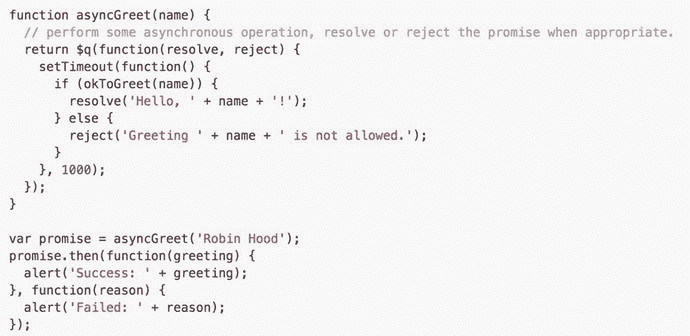 function asyncGreet(name) {
  // perform some asynchronous operation, resolve or reject the promise when appropriate.
  return $q(function(resolve, reject) {
    setTimeout(function() {
      if (okToGreet(name)) {
        resolve('Hello, ' + name + '!');
      } else {
        reject('Greeting ' + name + ' is not allowed.');
      }
    }, 1000);
  });
}

var promise = asyncGreet('Robin Hood');
promise.then(function(greeting) {
  alert('Success: ' + greeting);
}, function(reason) {
  alert('Failed: ' + reason);
});